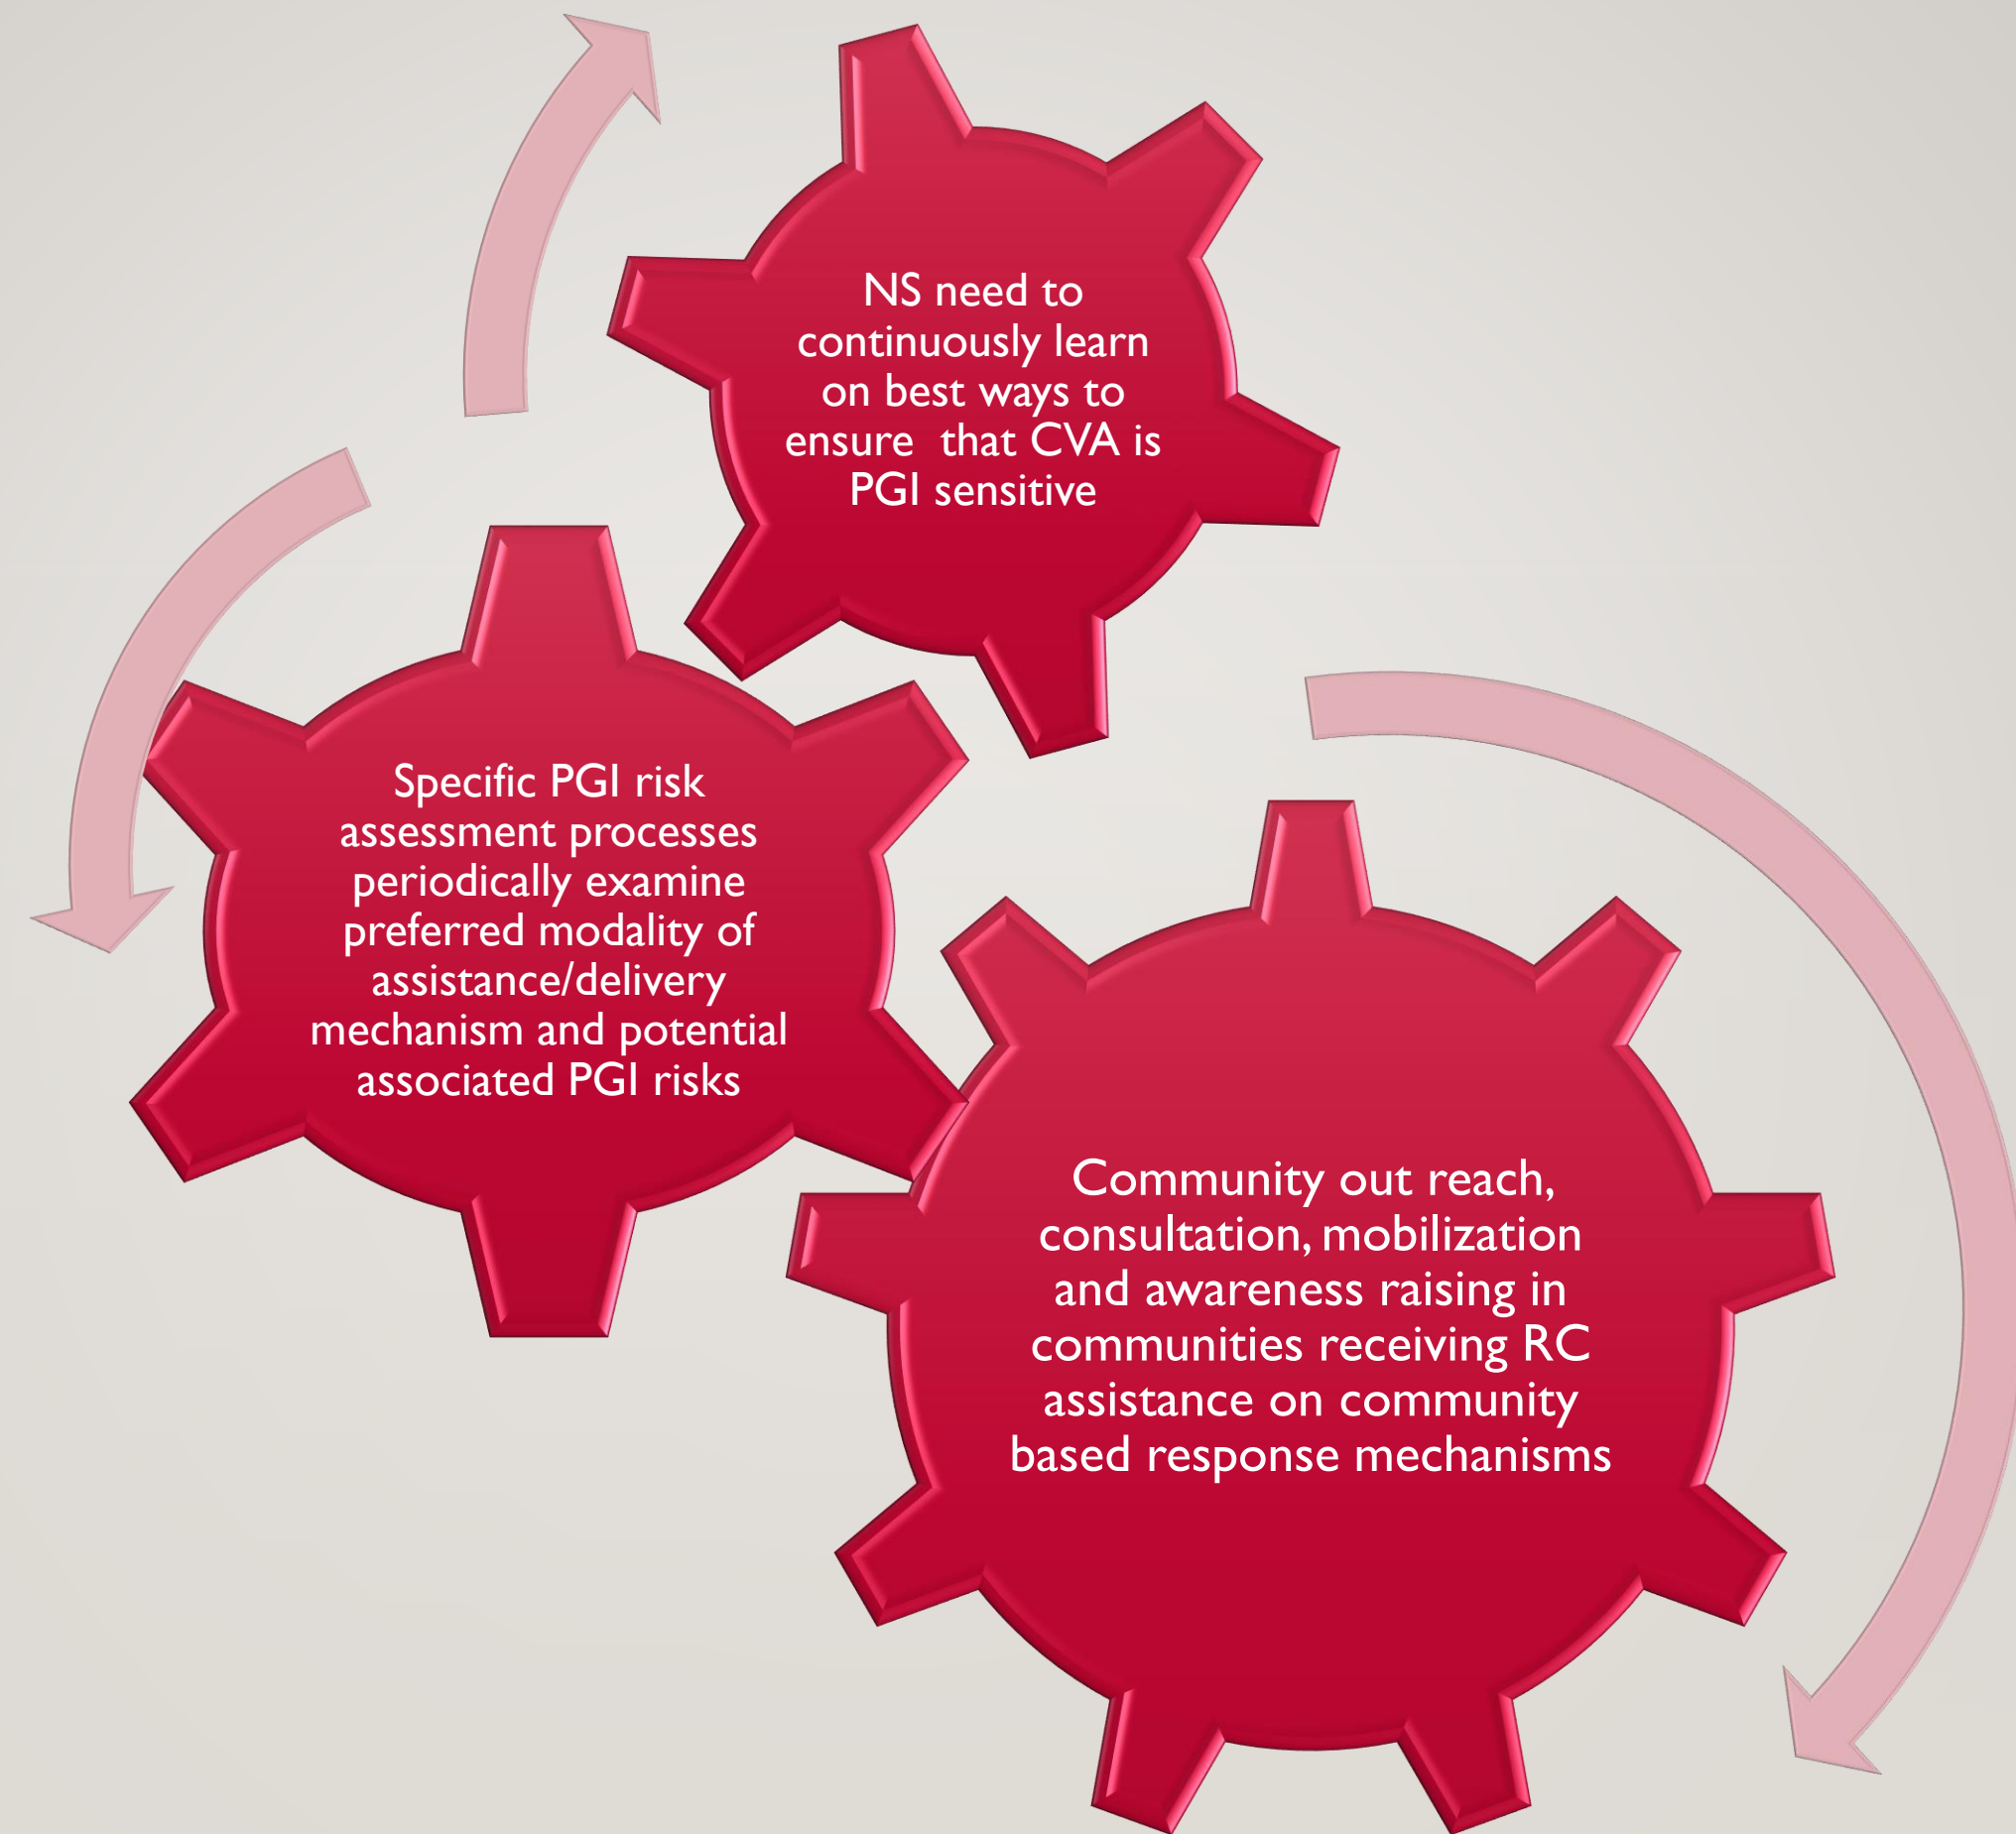 NS need to
continuously learn
on best ways to
ensure  that CVA is
PGI sensitive
Specific PGI risk
assessment processes
periodically examine
preferred modality of
assistance/delivery
mechanism and potential
associated PGI risks
Community out reach,
consultation, mobilization
and awareness raising in
communities receiving RC
assistance on community
based response mechanisms